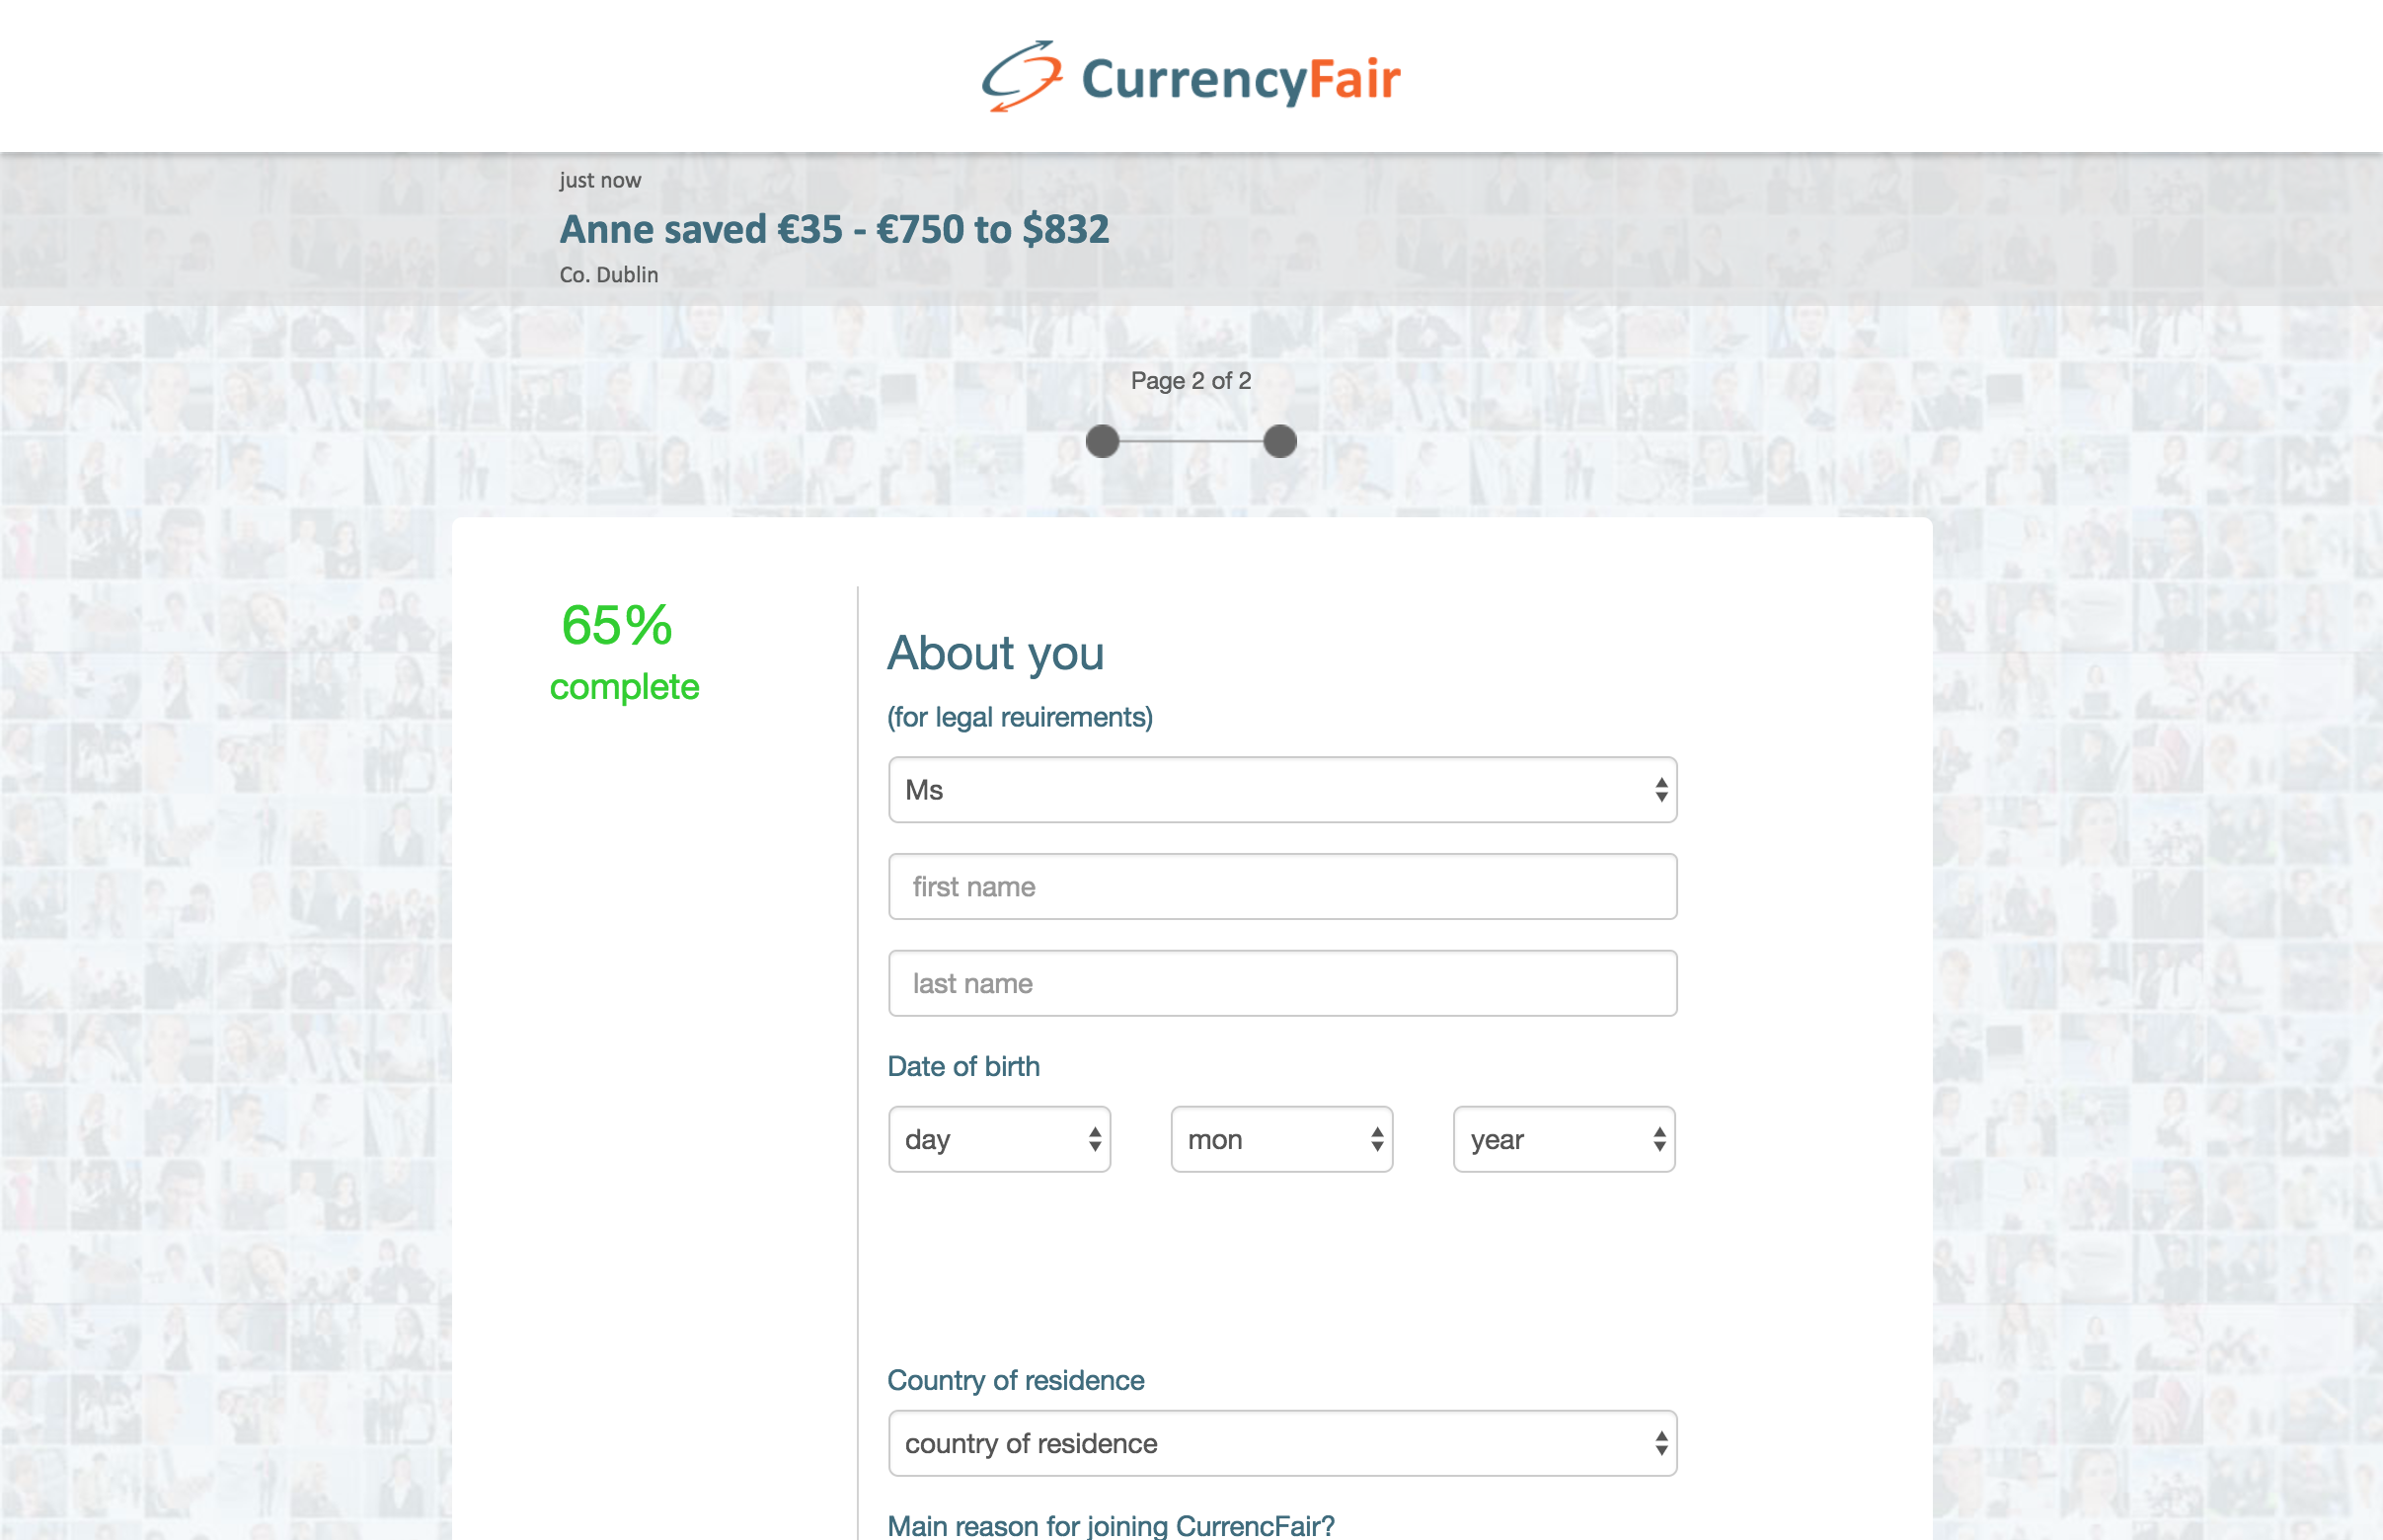 CurrencyFair
just now
Anne saved €35 - €750 to $832
Co. Dublin
Page 2 of 2
65%
complete
About you
(for legal reuirements)
Ms
first name
last name
Date of birth
day mon year
Country of residence
country of residence
Main reason for joining CurrencFair?